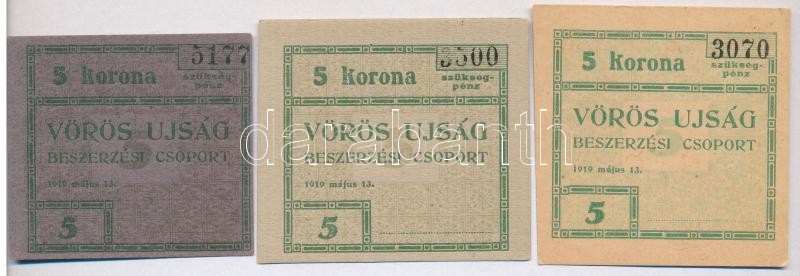 5 korona
5177
szükség-
pénz
VÖRÖS UJSÁG
BESZERZÉSI CSOPORT
1919 május 13.
5
5 korona
3500
szükség-
pénz
VÖRÖS UJSÁG
BESZERZÉSI CSOPORT
1919 május 13.
5
5 korona
3070
szükség-
pénz
VÖRÖS UJSÁG
BESZERZÉSI CSOPORT
1919 május 13.
5
darabanth